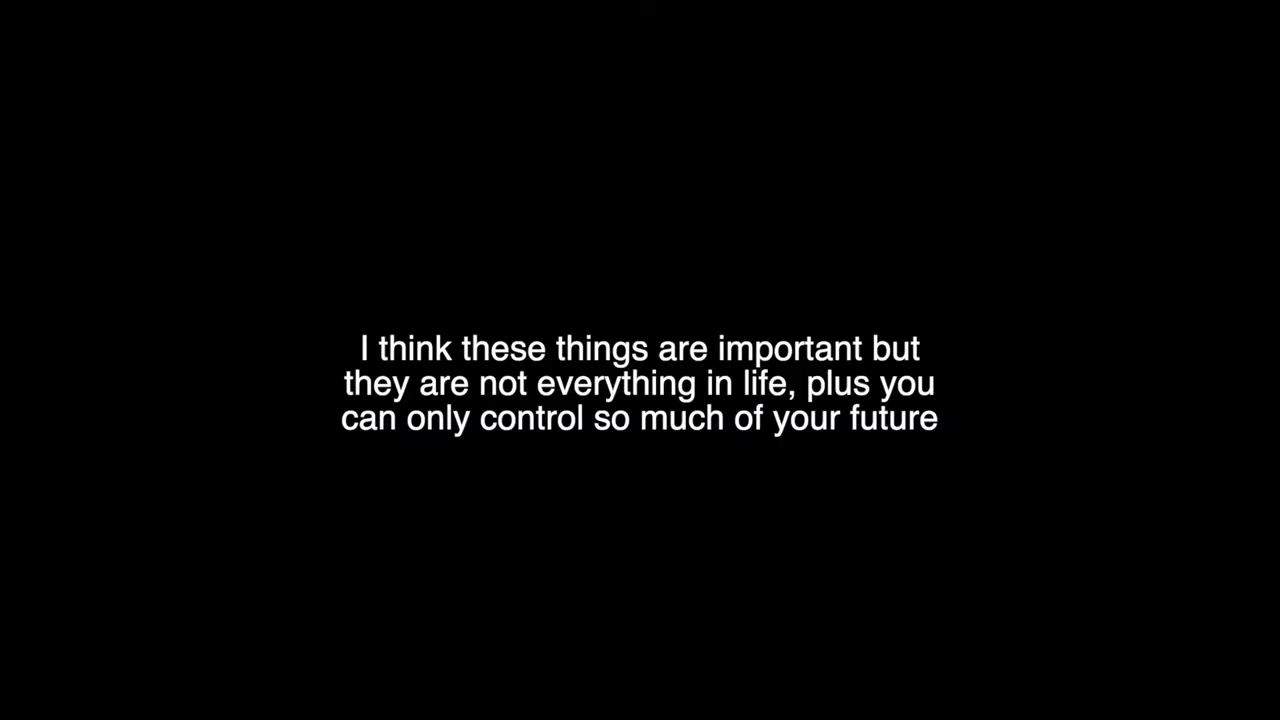 I think these things are important but
they are not everything in life, plus you
can only control so much of your future